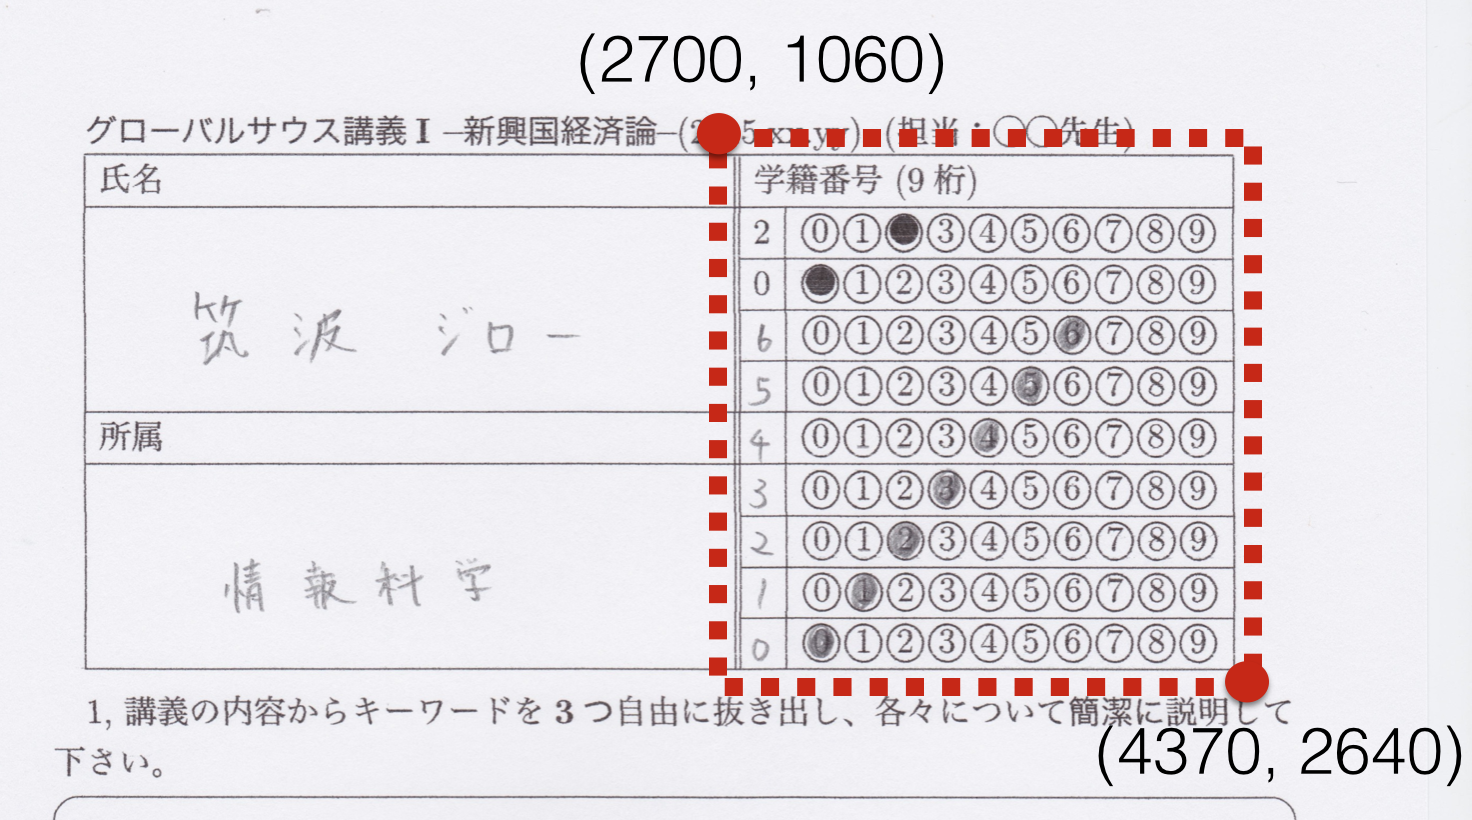 (2700, 1060)
グローバルサウス講義 I –新興国経済論–(2 5.xx.yy) (担当：○○先生)
氏名
学籍番号 (9 桁)
2 ⓪①●③④⑤⑥⑦⑧⑨
0 ●①②③④⑤⑥⑦⑧⑨
6 ⓪①②③④⑤⑥⑦⑧⑨
5 ⓪①②③④⑤⑥⑦⑧⑨
4 ⓪①②③④⑤⑥⑦⑧⑨
3 ⓪①②③④⑤⑥⑦⑧⑨
2 ⓪①②③④⑤⑥⑦⑧⑨
1 ⓪①②③④⑤⑥⑦⑧⑨
0 ⓪①②③④⑤⑥⑦⑧⑨
筑波 ジロー
所属
情報科学
1, 講義の内容からキーワードを 3 つ自由に抜き出し、各々について簡潔に説明して
下さい。
(4370, 2640)